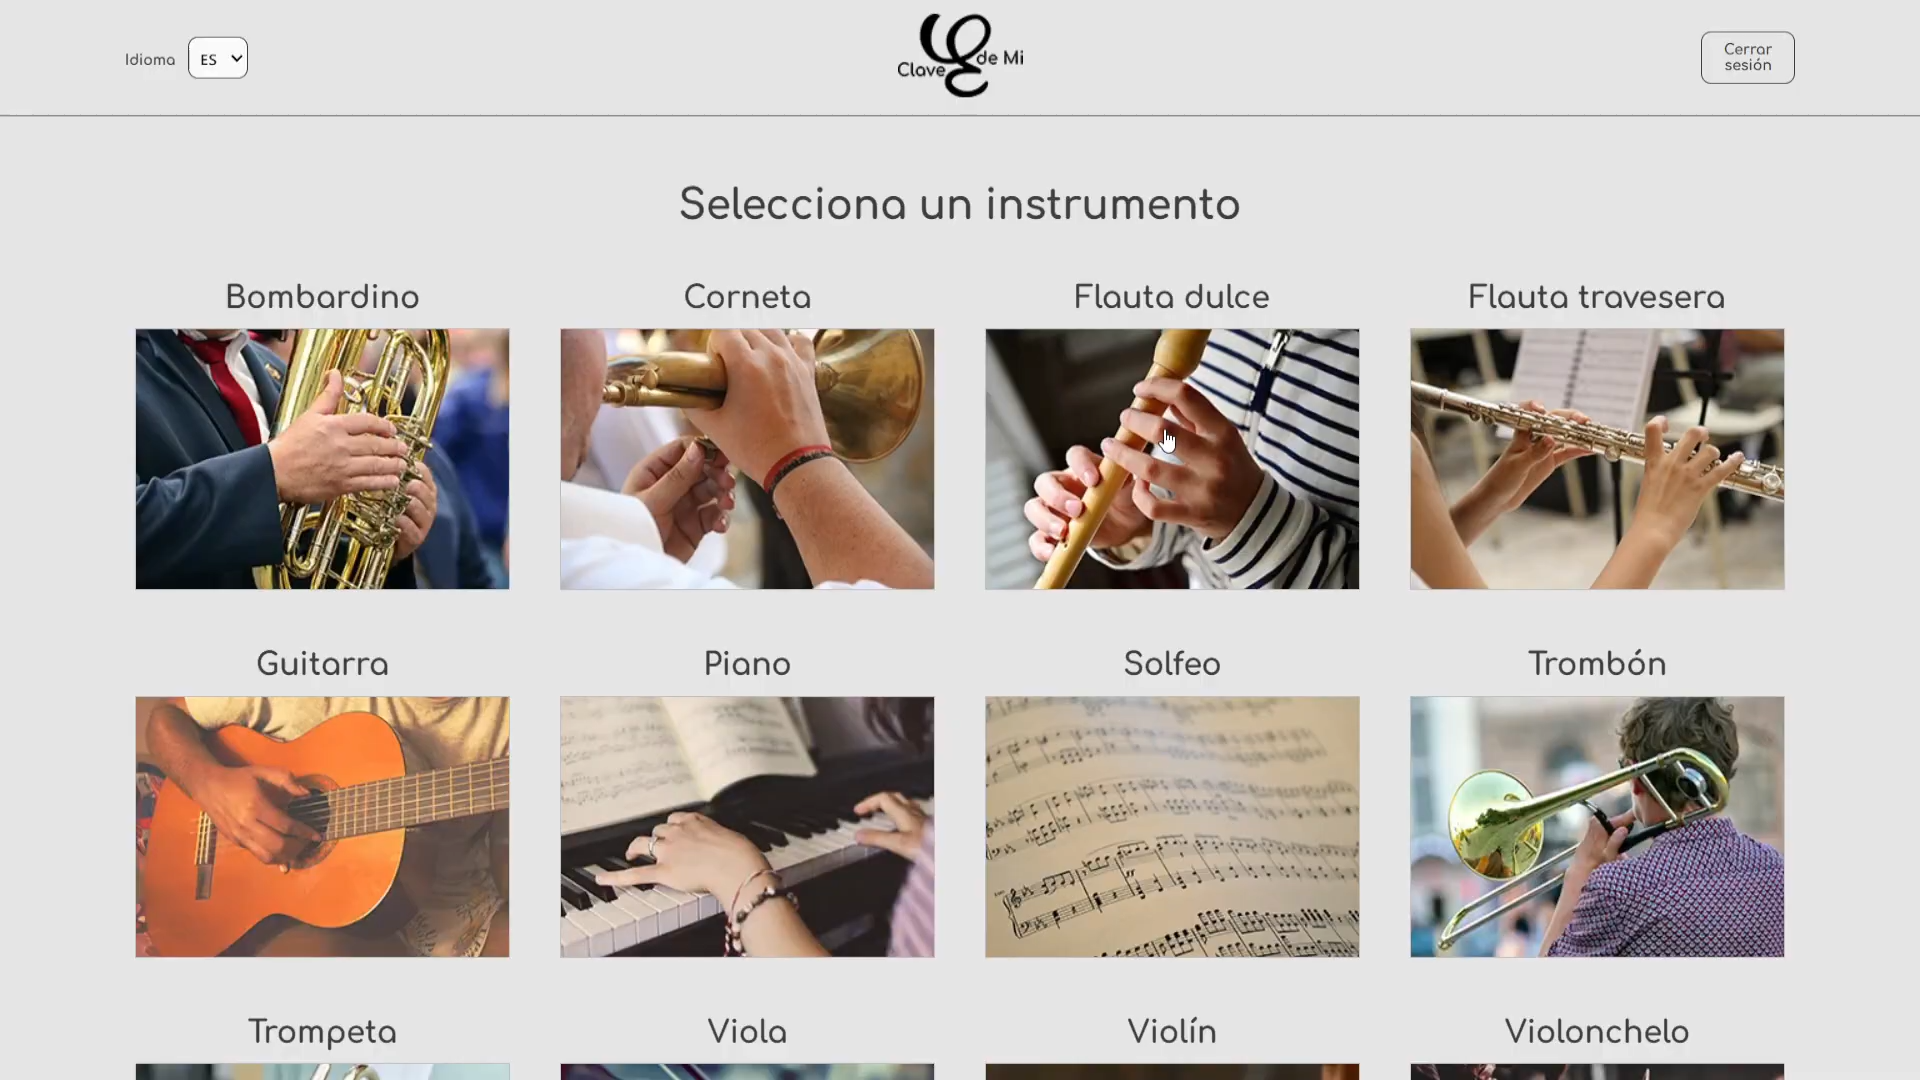 Idioma ES
Clave de Mi
Cerrar
sesión
Selecciona un instrumento
Bombardino
Corneta
Flauta dulce
Flauta travesera
Guitarra
Piano
Solfeo
Trombón
Trompeta
Viola
Violín
Violonchelo